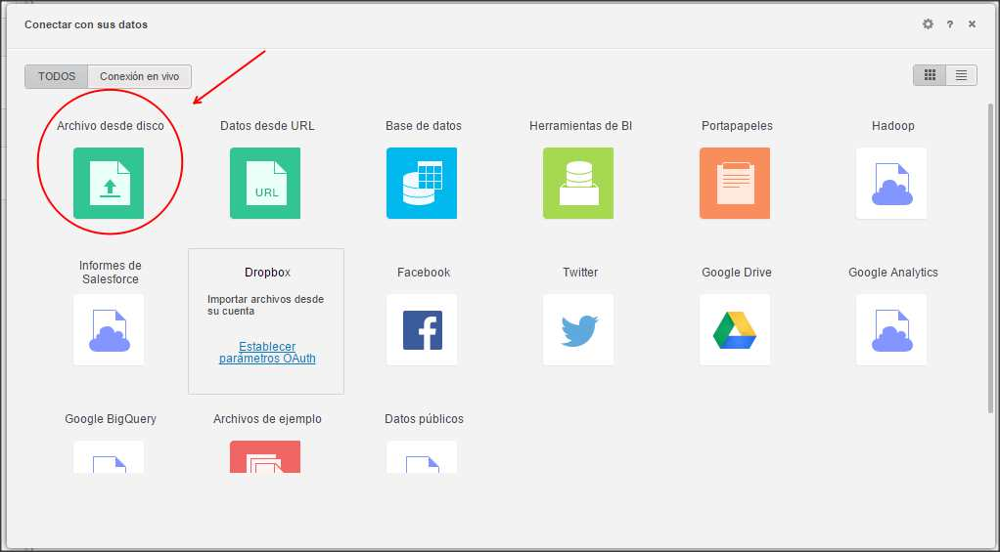 Conectar con sus datos
?
TODOS
Conexión en vivo
Archivo desde disco
Datos desde URL
Base de datos
Herramientas de BI
Portapapeles
Hadoop
URL
Informes de
Salesforce
Dropbox
Facebook
Twitter
Google Drive
Google Analytics
Importar archivos desde
su cuenta
Establecer
parámetros OAuth
Google BigQuery
Archivos de ejemplo
Datos públicos